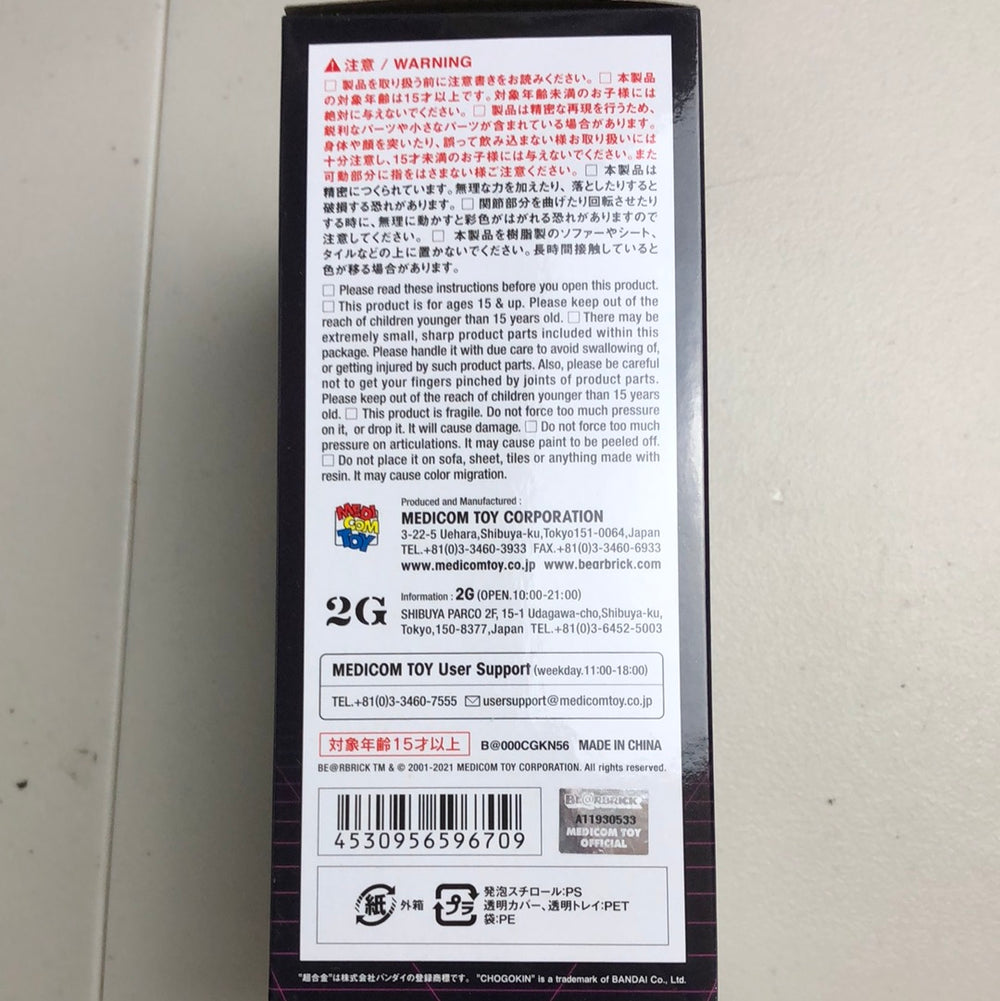 注意 / WARNING
□ 製品を取り扱う前に注意書きをお読みください。 □ 本製品
の対象年齢は15才以上です。対象年齢未満のお子様には
絶対に与えないでください。 □ 製品は精密な再現を行うため、
鋭利なパーツや小さなパーツが含まれている場合があります。
身体や顔を突いたり、誤って飲み込まない様お取り扱いには
十分注意し、15才未満のお子様には与えないでください。また
可動部分に指をはさまない様ご注意ください。 □ 本製品は
精密につくられています。無理な力を加えたり、落としたりすると
破損する恐れがあります。 □ 関節部分を曲げたり回転させたり
する時に、無理に動かすと彩色がはがれる恐れがありますので
注意してください。 □ 本製品を樹脂製のソファーやシート、
タイルなどの上に置かないでください。長時間接触していると
色が移る場合があります。
□ Please read these instructions before you open this product.
□ This product is for ages 15 & up. Please keep out of the
reach of children younger than 15 years old. □ There may be
extremely small, sharp product parts included within this
package. Please handle it with due care to avoid swallowing of,
or getting injured by such product parts. Also, please be careful
not to get your fingers pinched by joints of product parts.
Please keep out of the reach of children younger than 15 years
old. □ This product is fragile. Do not force too much pressure
on it, or drop it. It will cause damage. □ Do not force too much
pressure on articulations. It may cause paint to be peeled off.
□ Do not place it on sofa, sheet, tiles or anything made with
resin. It may cause color migration.
MEDI
COM
TOY
Produced and Manufactured :
MEDICOM TOY CORPORATION
3-22-5 Uehara,Shibuya-ku,Tokyo151-0064,Japan
TEL.+81(0)3-3460-3933 FAX.+81(0)3-6460-6933
www.medicomtoy.co.jp www.bearbrick.com
2G
Information : 2G (OPEN.10:00-21:00)
SHIBUYA PARCO 2F, 15-1 Udagawa-cho,Shibuya-ku,
Tokyo,150-8377,Japan TEL.+81(0)3-6452-5003
MEDICOM TOY User Support (weekday.11:00-18:00)
TEL.+81(0)3-3460-7555 usersupport@medicomtoy.co.jp
対象年齢15才以上 B@000CGKN56 MADE IN CHINA
BE@RBRICK TM & © 2001-2021 MEDICOM TOY CORPORATION. All rights reserved.
4530956596709
BE@RBRICK
A11930533
MEDICOM TOY
OFFICIAL
紙 外箱
プラ 発泡スチロール:PS
透明カバー、透明トレイ:PET
袋:PE
"超合金"は株式会社バンダイの登録商標です。 "CHOGOKIN" is a trademark of BANDAI Co., Ltd.